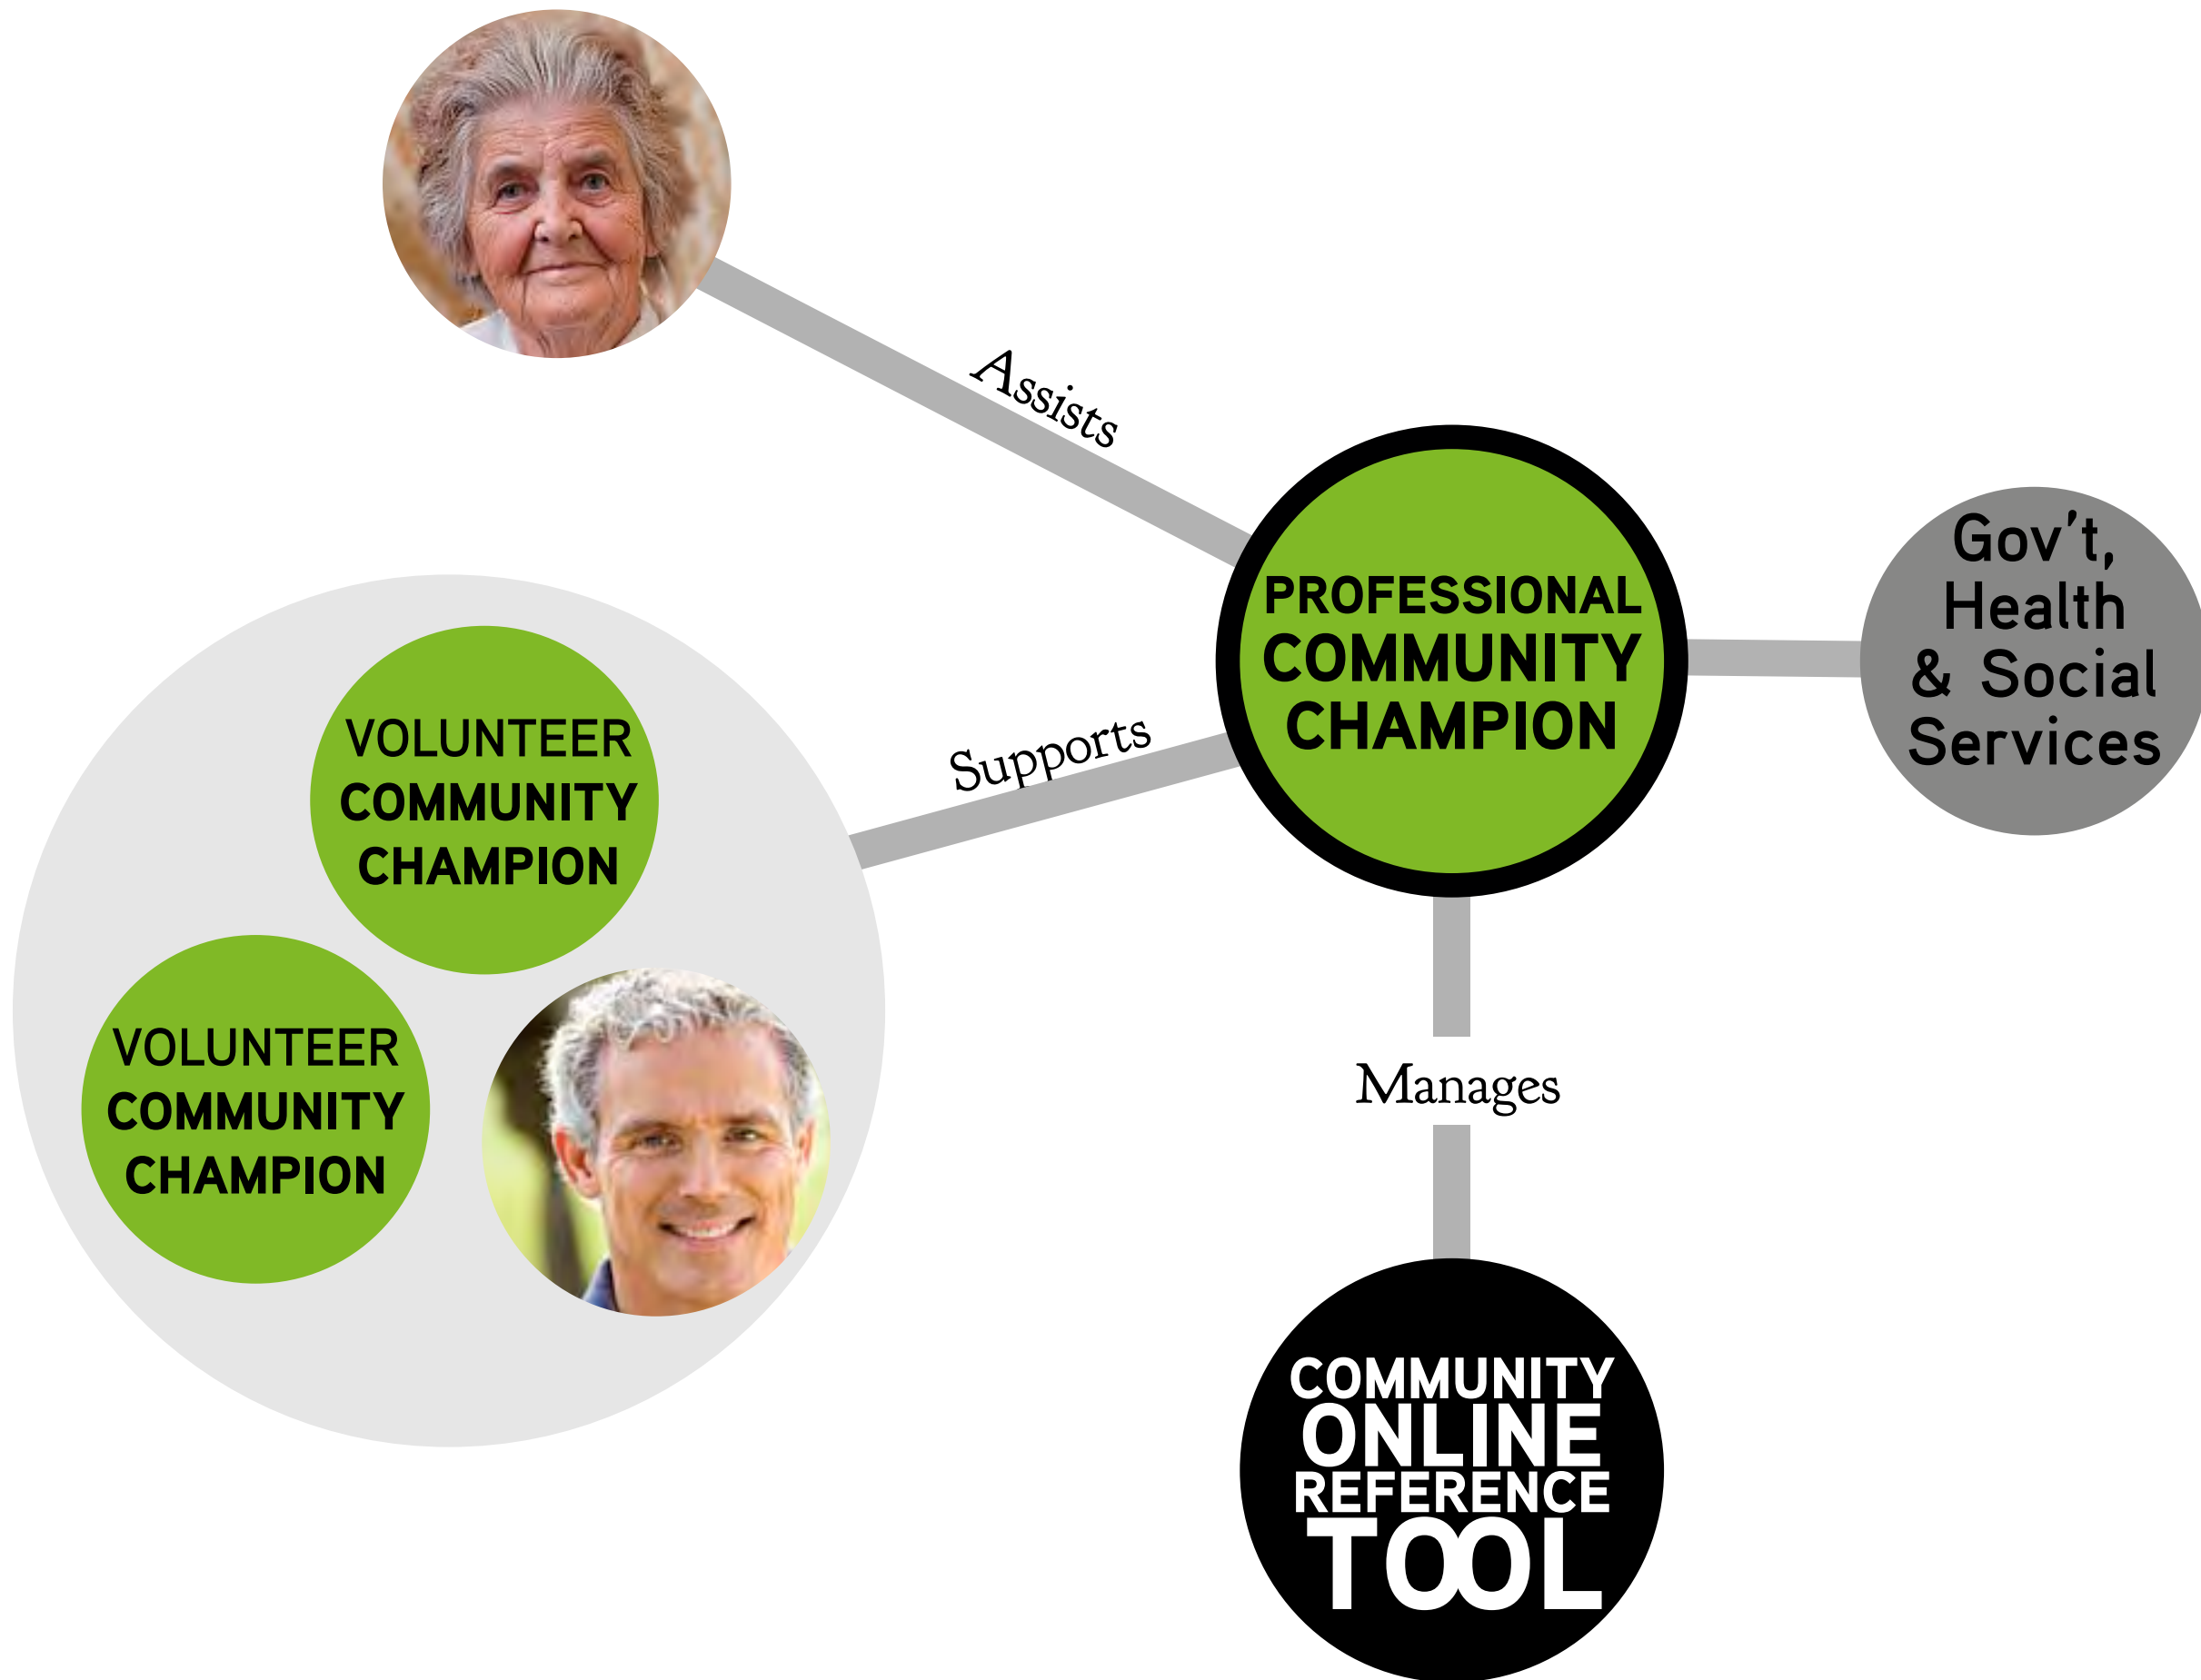 Assists
PROFESSIONAL
COMMUNITY
CHAMPION
Gov't,
Health
& Social
Services
Supports
VOLUNTEER
COMMUNITY
CHAMPION
VOLUNTEER
COMMUNITY
CHAMPION
Manages
COMMUNITY
ONLINE
REFERENCE
TOOL